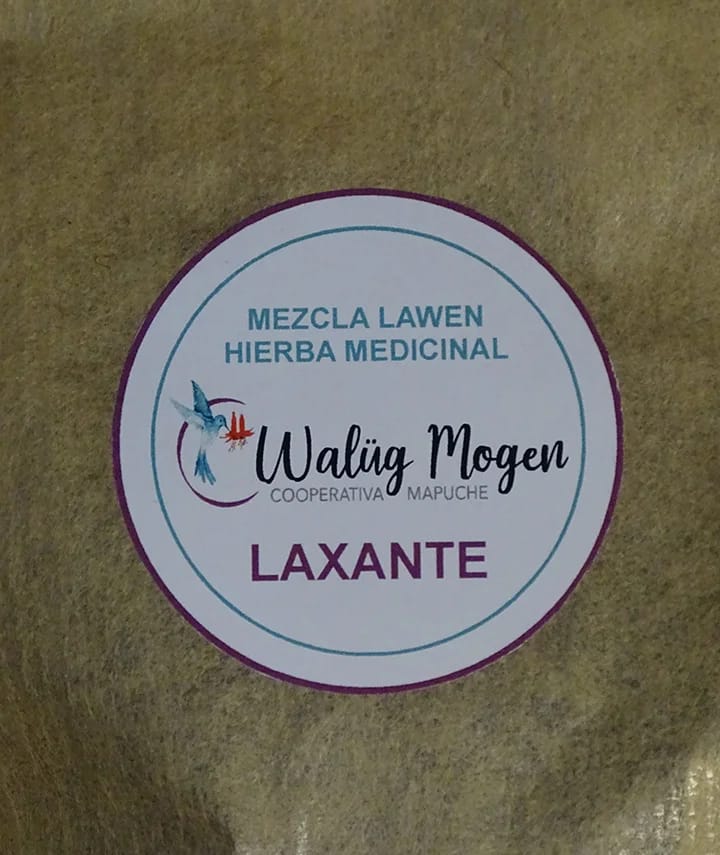 MEZCLA LAWEN
HIERBA MEDICINAL
Walüg Mogen
COOPERATIVA MAPUCHE
LAXANTE